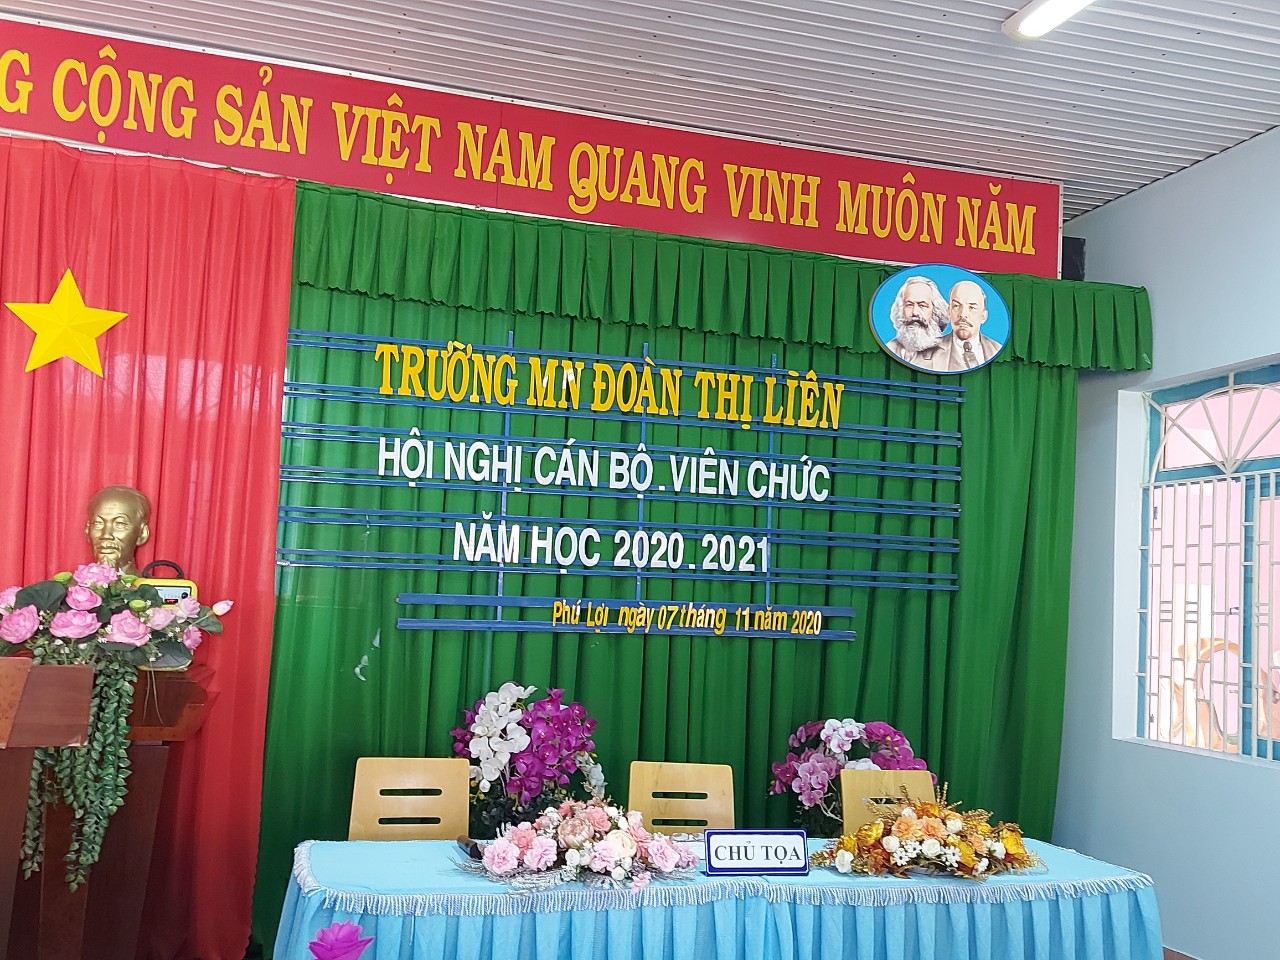 G CỘNG SẢN VIỆT NAM QUANG VINH MUÔN NĂM
TRƯỜNG MN ĐOÀN THỊ LIÊN
HỘI NGHỊ CÁN BỘ.VIÊN CHỨC
NĂM HỌC 2020.2021
Phú Lợi ngày 07 tháng 11 năm 2020
CHỦ TỌA